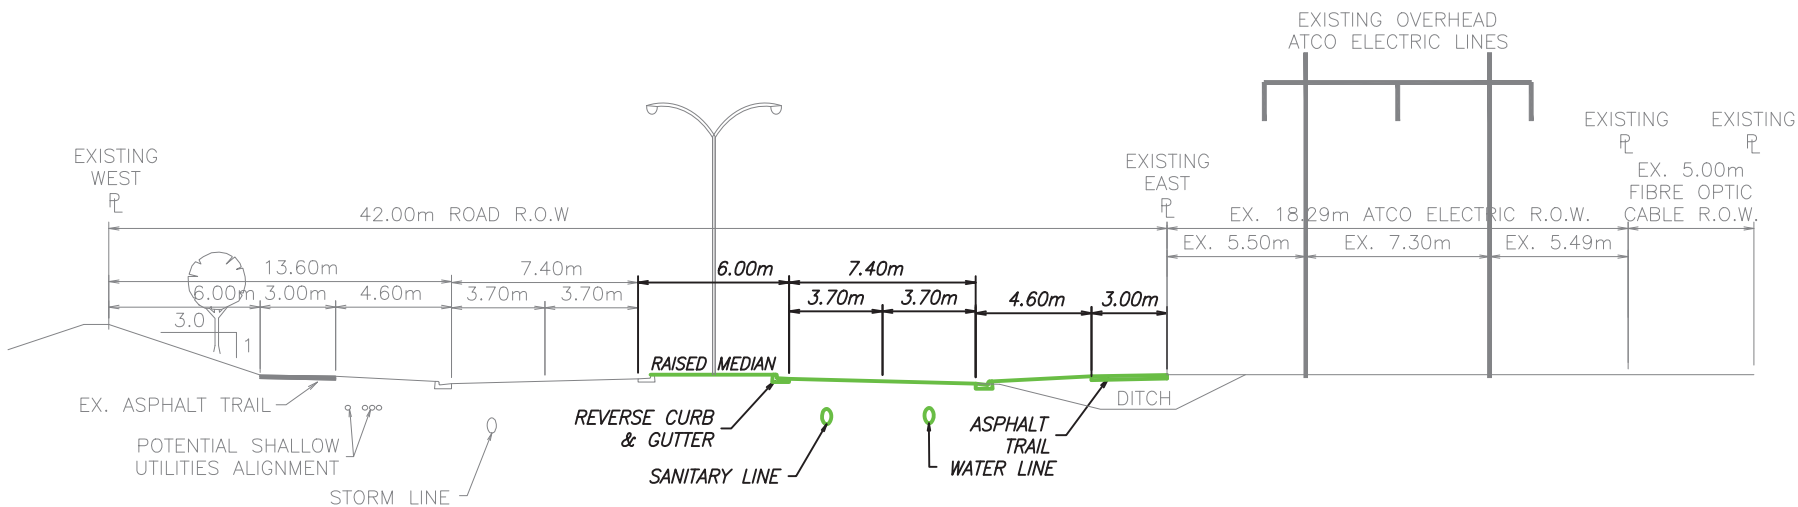 EXISTING OVERHEAD
ATCO ELECTRIC LINES
EXISTING
WEST
PL
EXISTING
EAST
PL
EXISTING
PL
EXISTING
PL
EX. 5.00m
FIBRE OPTIC
CABLE R.O.W.
42.00m ROAD R.O.W
EX. 18.29m ATCO ELECTRIC R.O.W.
EX. 5.50m
EX. 7.30m
EX. 5.49m
13.60m
7.40m
6.00m
7.40m
6.00m
3.00m
4.60m
3.70m
3.70m
3.70m
3.70m
4.60m
3.00m
3.0
1
RAISED MEDIAN
EX. ASPHALT TRAIL
POTENTIAL SHALLOW
UTILITIES ALIGNMENT
STORM LINE
REVERSE CURB
& GUTTER
SANITARY LINE
WATER LINE
ASPHALT
TRAIL
DITCH